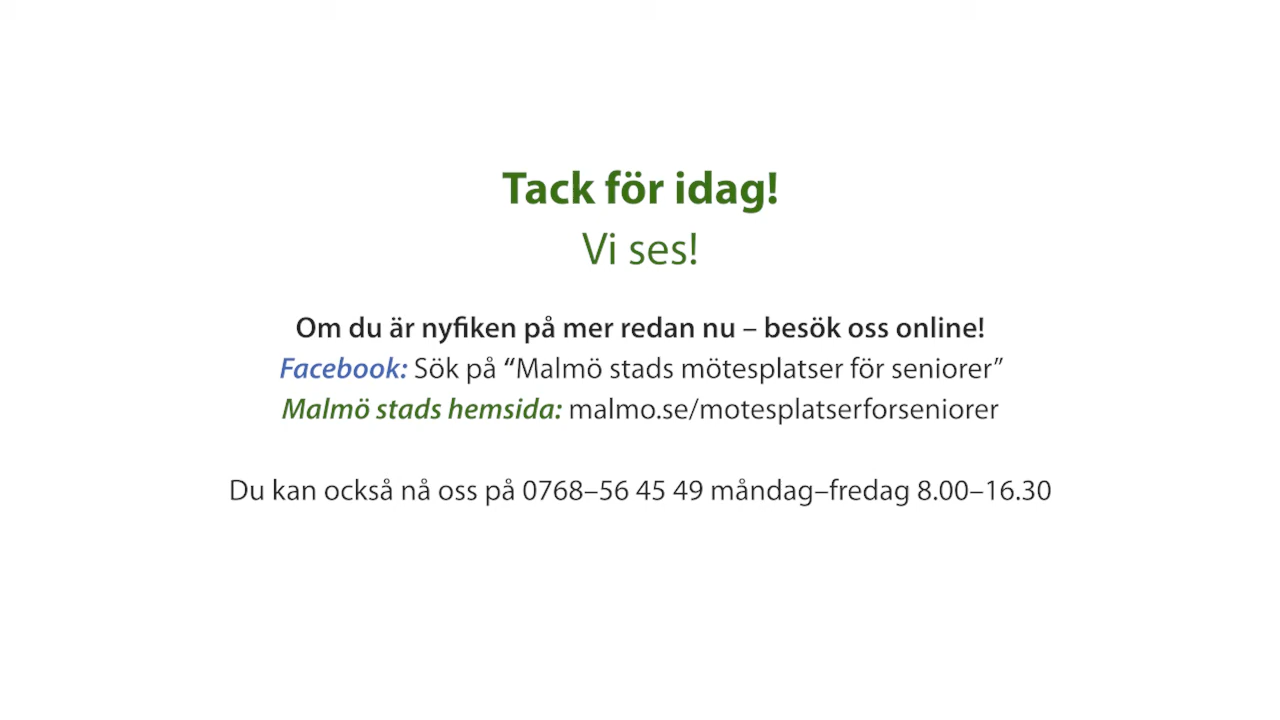 Tack för idag!
Vi ses!
Om du är nyfiken på mer redan nu – besök oss online!
Facebook: Sök på “Malmö stads mötesplatser för seniorer”
Malmö stads hemsida: malmo.se/motesplatserforseniorer
Du kan också nå oss på 0768–56 45 49 måndag–fredag 8.00–16.30